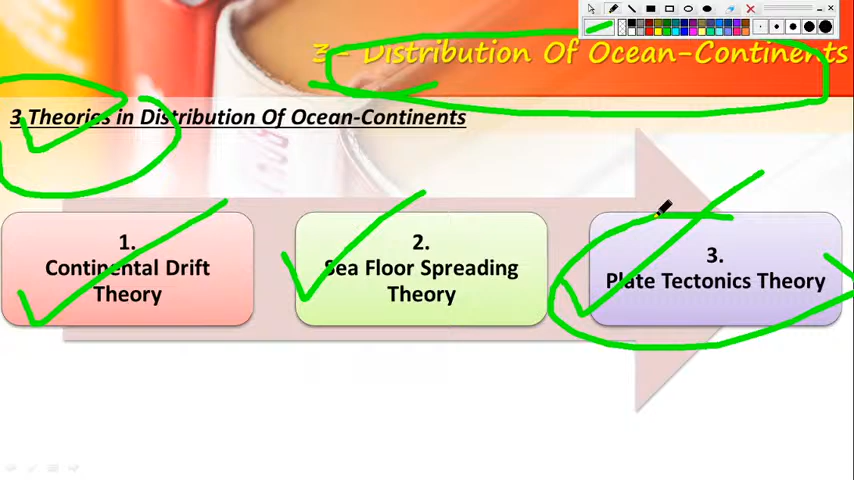 3 - Distribution Of Ocean-Continents
3 Theories in Distribution Of Ocean-Continents
1.
Continental Drift
Theory
2.
Sea Floor Spreading
Theory
3.
Plate Tectonics Theory